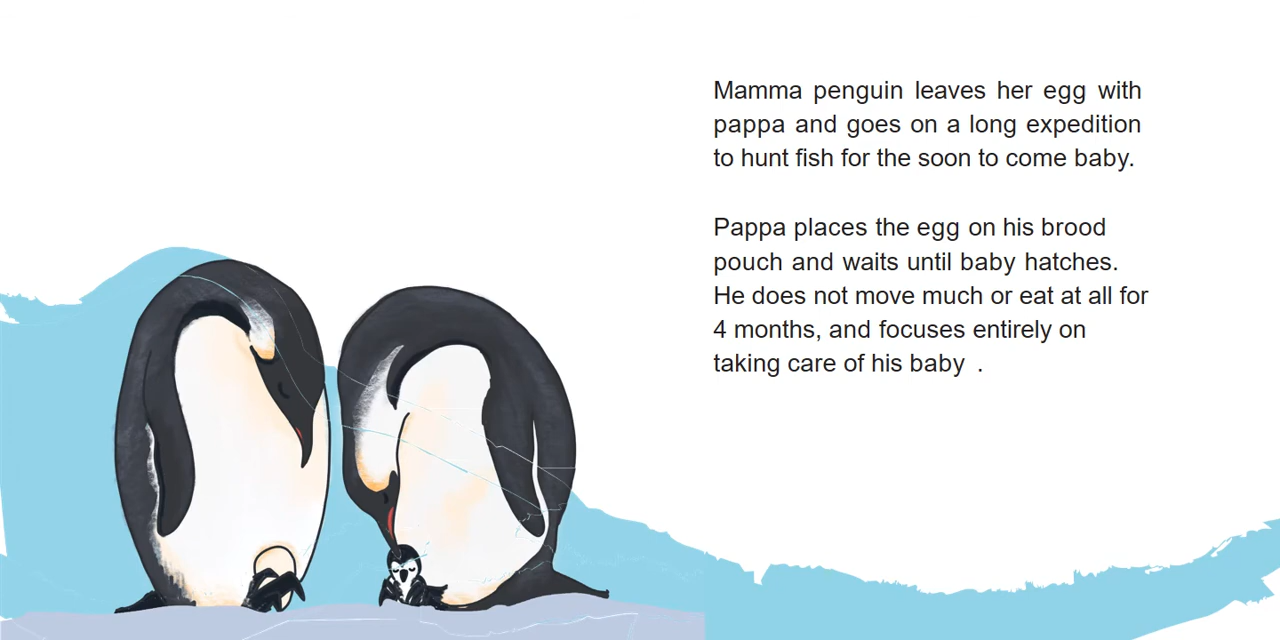 Mamma penguin leaves her egg with
pappa and goes on a long expedition
to hunt fish for the soon to come baby.
Pappa places the egg on his brood
pouch and waits until baby hatches.
He does not move much or eat at all for
4 months, and focuses entirely on
taking care of his baby .